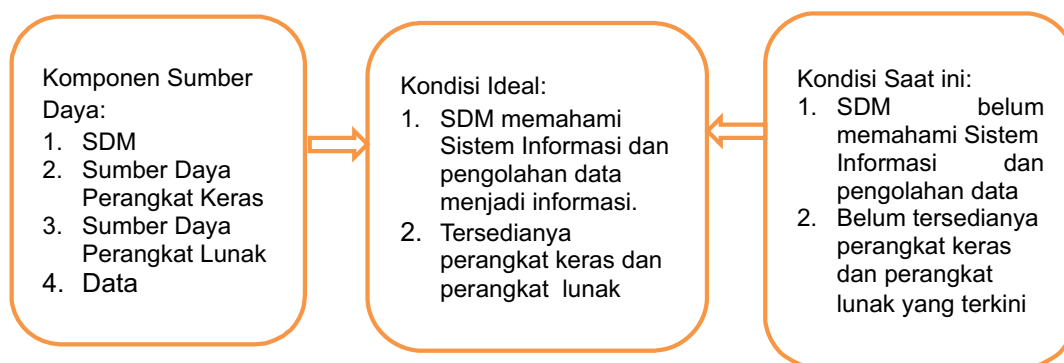 Komponen Sumber
Daya:
1. SDM
2. Sumber Daya
Perangkat Keras
3. Sumber Daya
Perangkat Lunak
4. Data
Kondisi Ideal:
1. SDM memahami
Sistem Informasi dan
pengolahan data
menjadi informasi.
2. Tersedianya
perangkat keras dan
perangkat lunak
Kondisi Saat ini:
1. SDM belum
memahami Sistem
Informasi dan
pengolahan data
2. Belum tersedianya
perangkat keras
dan perangkat
lunak yang terkini